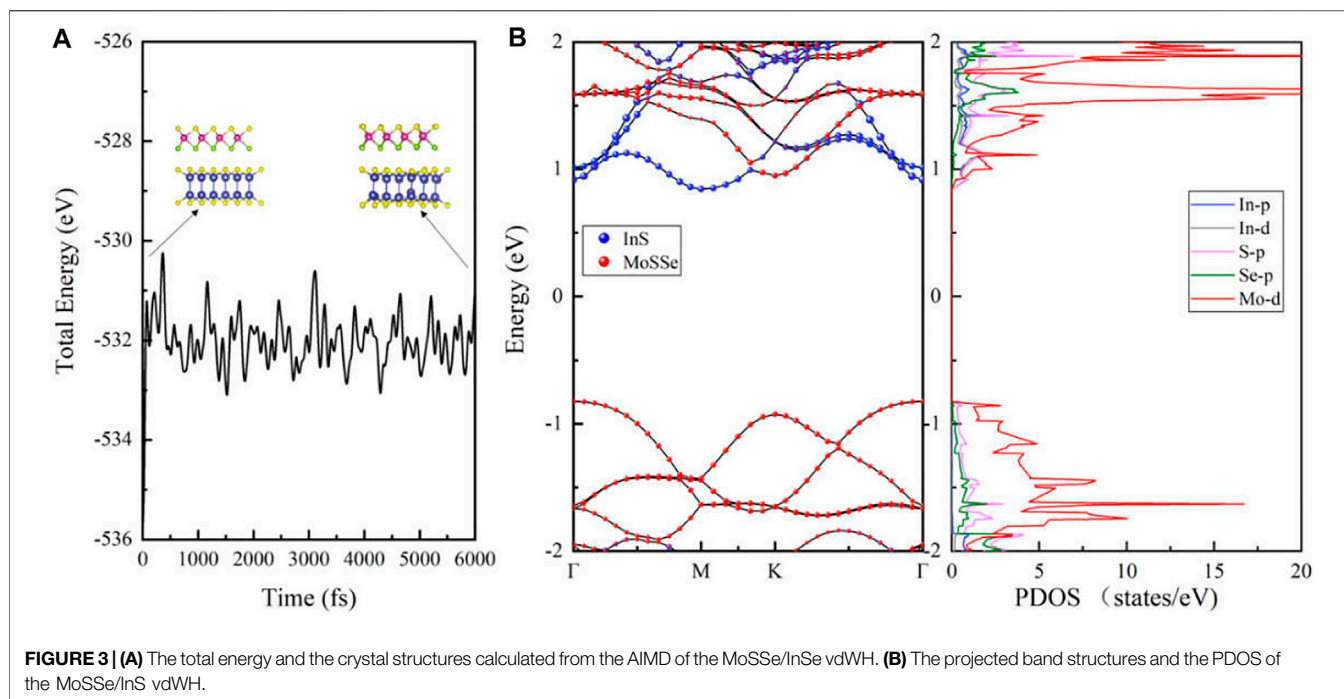 A
-526
-528
-530
-532
-534
-536
Total Energy (eV)
0 1000 2000 3000 4000 5000 6000
Time (fs)
B
2
1
0
-1
-2
Energy (eV)
InS
MoSSe
Γ M K Γ
2
1
0
-1
-2
In-p
In-d
S-p
Se-p
Mo-d
0 5 10 15 20
PDOS （states/eV)
FIGURE 3 | (A) The total energy and the crystal structures calculated from the AIMD of the MoSSe/InSe vdWH. (B) The projected band structures and the PDOS of
the MoSSe/InS vdWH.